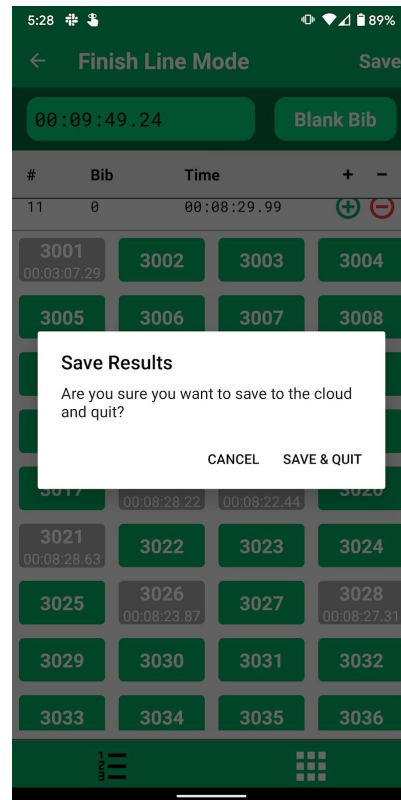 5:28 89%
Finish Line Mode Save
00:09:49.24 Blank Bib
# Bib Time + −
11 0 00:08:29.99
3001 3002 3003 3004
00:03:07.29
3005 3006 3007 3008
Save Results
Are you sure you want to save to the cloud
and quit?
CANCEL SAVE & QUIT
3017 3020
00:08:28.22 00:08:22.44
3021 3022 3023 3024
00:08:28.63
3025 3026 3027 3028
00:08:23.87 00:08:27.31
3029 3030 3031 3032
3033 3034 3035 3036